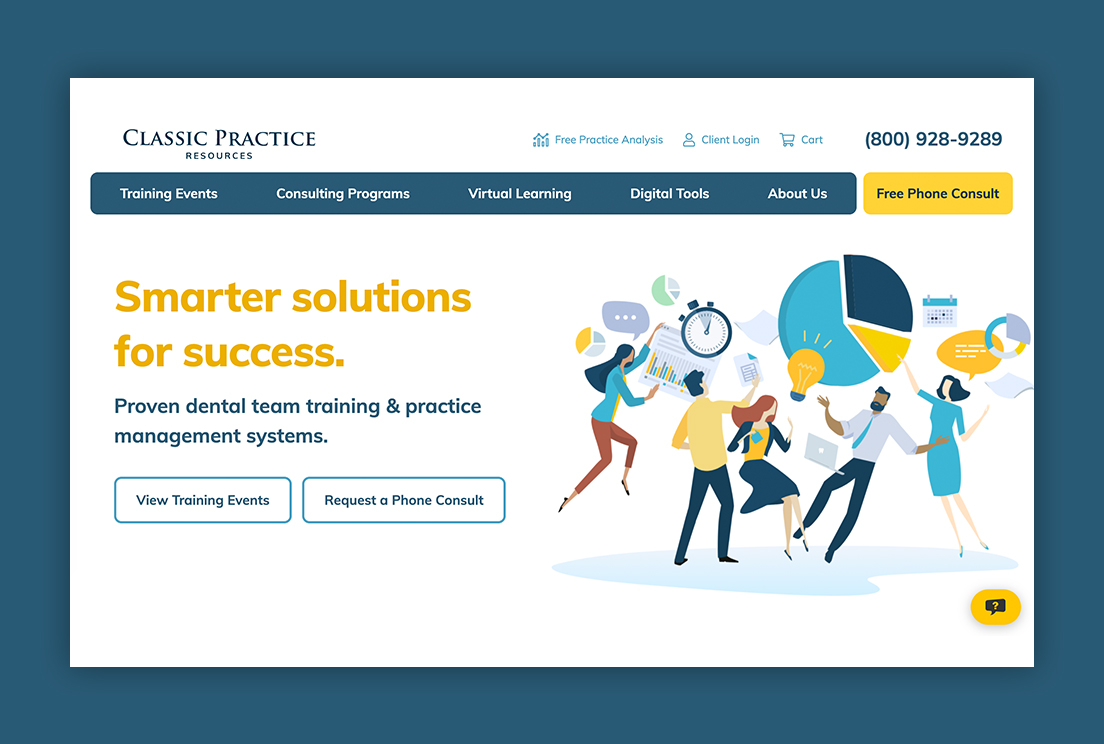 CLASSIC PRACTICE
RESOURCES
Free Practice Analysis
Client Login
Cart
(800) 928-9289
Training Events
Consulting Programs
Virtual Learning
Digital Tools
About Us
Free Phone Consult
Smarter solutions
for success.
Proven dental team training & practice
management systems.
View Training Events
Request a Phone Consult
?